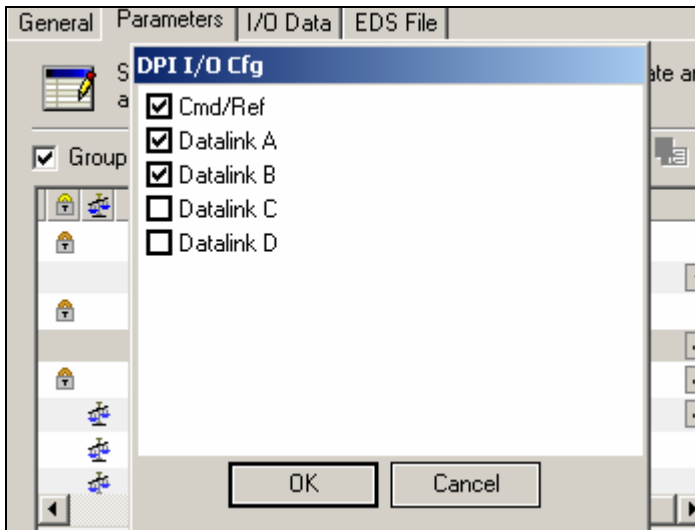 General Parameters I/O Data EDS File
DPI I/O Cfg
Cmd/Ref
Datalink A
Group
Datalink B
Datalink C
Datalink D
OK Cancel